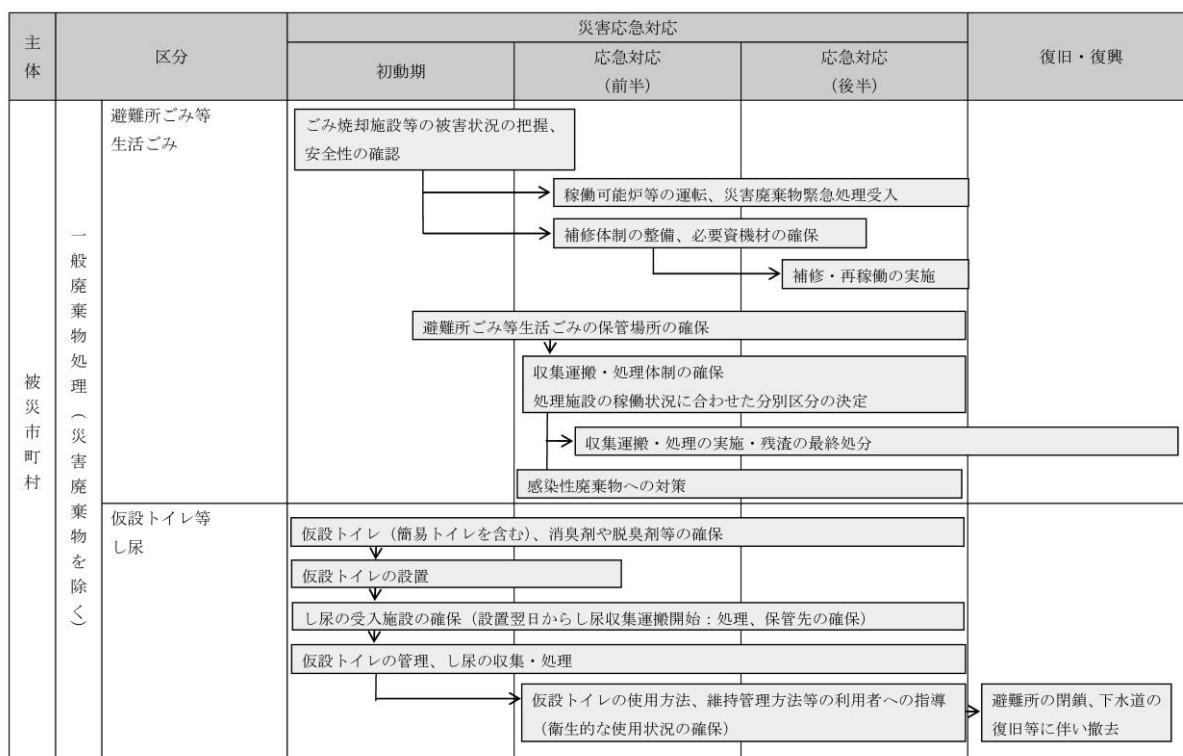 主体
区分
災害応急対応
初動期
応急対応
（前半）
応急対応
（後半）
復旧・復興
被災市町村
一般廃棄物処理（災害廃棄物を除く）
避難所ごみ等
生活ごみ
ごみ焼却施設等の被害状況の把握、
安全性の確認
稼働可能炉等の運転、災害廃棄物緊急処理受入
補修体制の整備、必要資機材の確保
補修・再稼働の実施
避難所ごみ等生活ごみの保管場所の確保
収集運搬・処理体制の確保
処理施設の稼働状況に合わせた分別区分の決定
収集運搬・処理の実施・残渣の最終処分
感染性廃棄物への対策
仮設トイレ等
し尿
仮設トイレ（簡易トイレを含む）、消臭剤や脱臭剤等の確保
仮設トイレの設置
し尿の受入施設の確保（設置翌日からし尿収集運搬開始：処理、保管先の確保）
仮設トイレの管理、し尿の収集・処理
仮設トイレの使用方法、維持管理方法等の利用者への指導
（衛生的な使用状況の確保）
避難所の閉鎖、下水道の
復旧等に伴い撤去